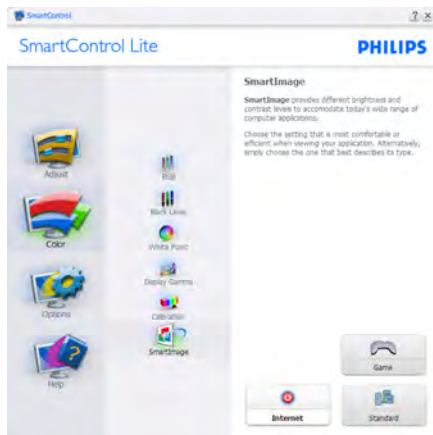 SmartControl
? x
SmartControl Lite
PHILIPS
Adjust
Color
Options
Help
RGB
Black Level
White Point
Display Gamma
Calibration
SmartImage
SmartImage
SmartImage provides different brightness and
contrast levels to accomodate today's wide range of
computer applications.
Choose the setting that is most comfortable or
efficient when viewing your application. Alternatively,
simply choose the one that best describes its type.
Game
Internet
Standard